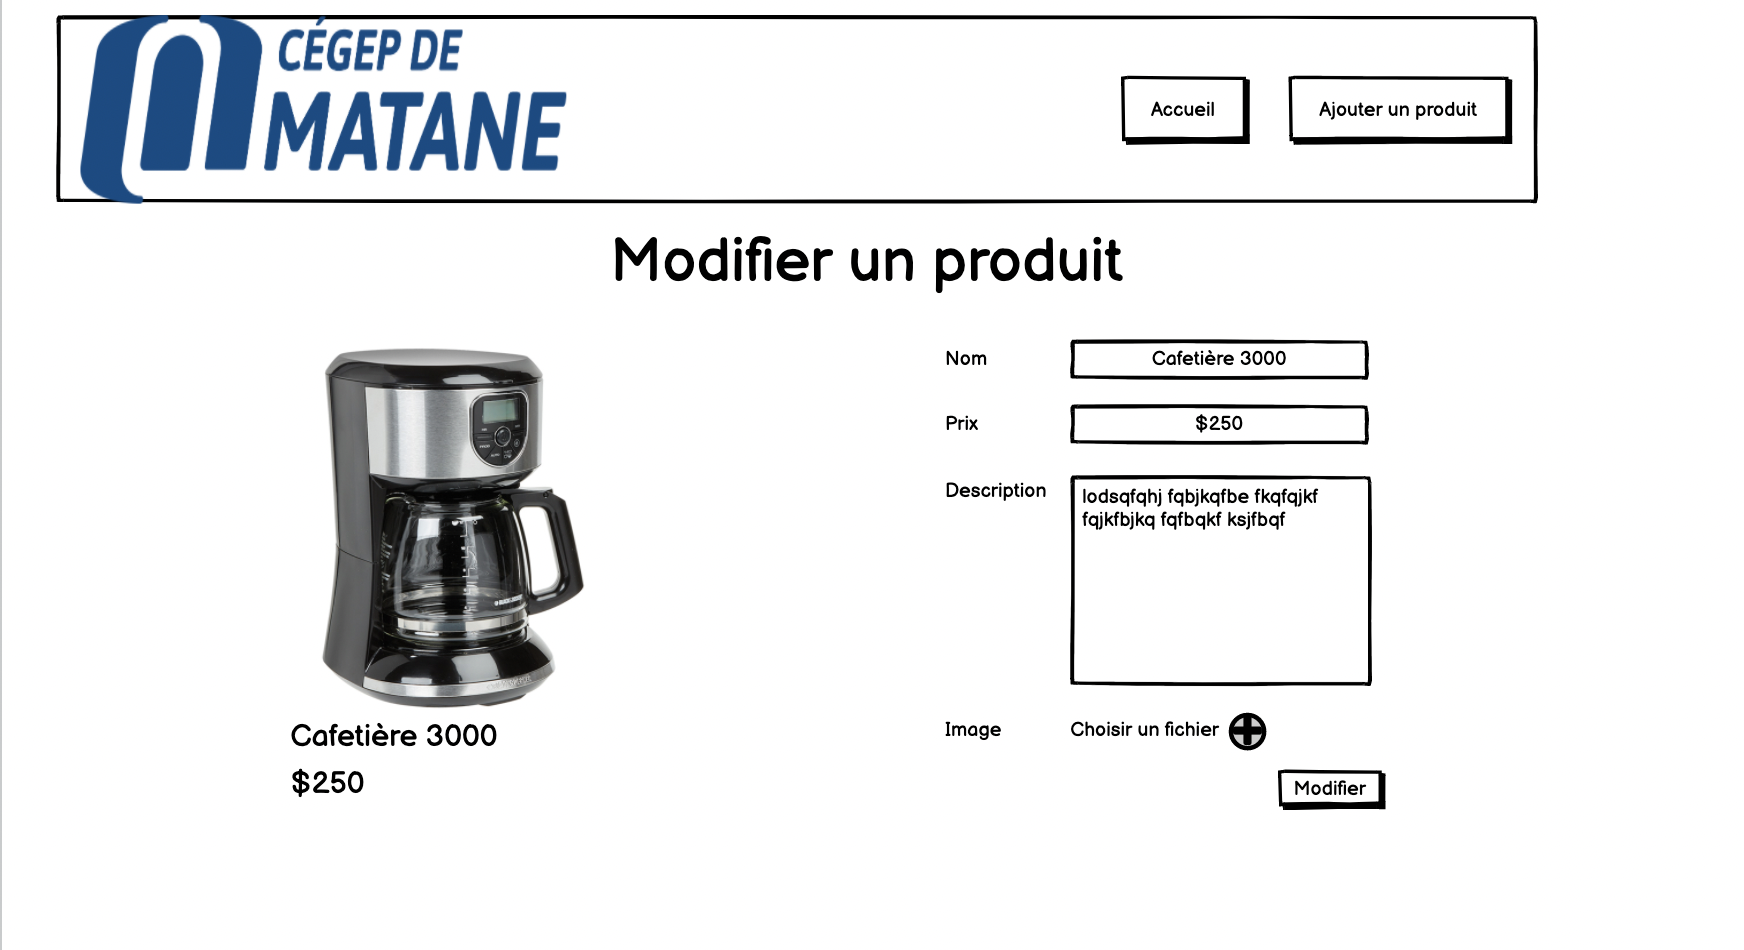 CÉGEP DE
MATANE
Accueil
Ajouter un produit
Modifier un produit
Nom
Cafetière 3000
Prix
$250
Description
lodsqfqhj fqbjkqfbe fkqfqjkf
fqjkfbjkq fqfbqkf ksjfbqf
Image
Choisir un fichier
Modifier
Cafetière 3000
$250